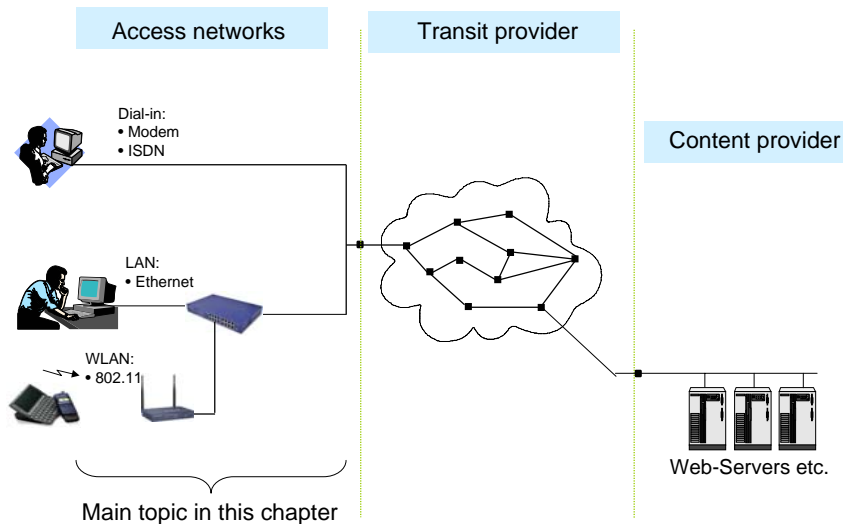 Access networks
Transit provider
Content provider
Dial-in:
• Modem
• ISDN
LAN:
• Ethernet
WLAN:
• 802.11
Web-Servers etc.
Main topic in this chapter